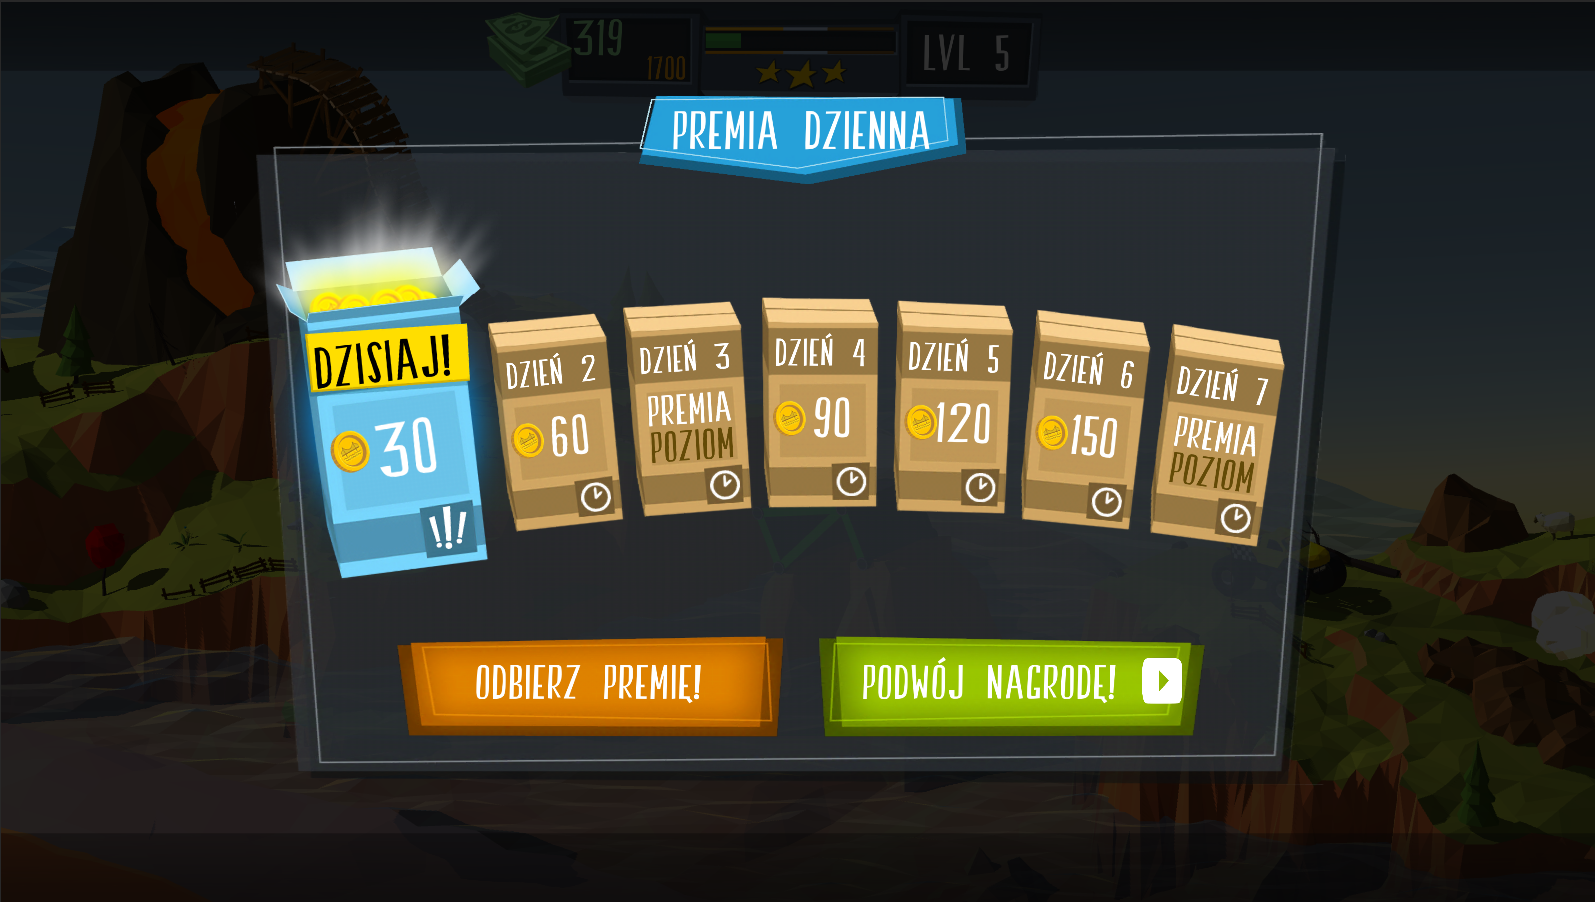 319
1700
LVL 5
PREMIA DZIENNA
DZISIAJ!
30
!!!
DZIEŃ 2
60
DZIEŃ 3
PREMIA
POZIOM
DZIEŃ 4
90
DZIEŃ 5
120
DZIEŃ 6
150
DZIEŃ 7
PREMIA
POZIOM
ODBIERZ PREMIĘ!
PODWÓJ NAGRODĘ!